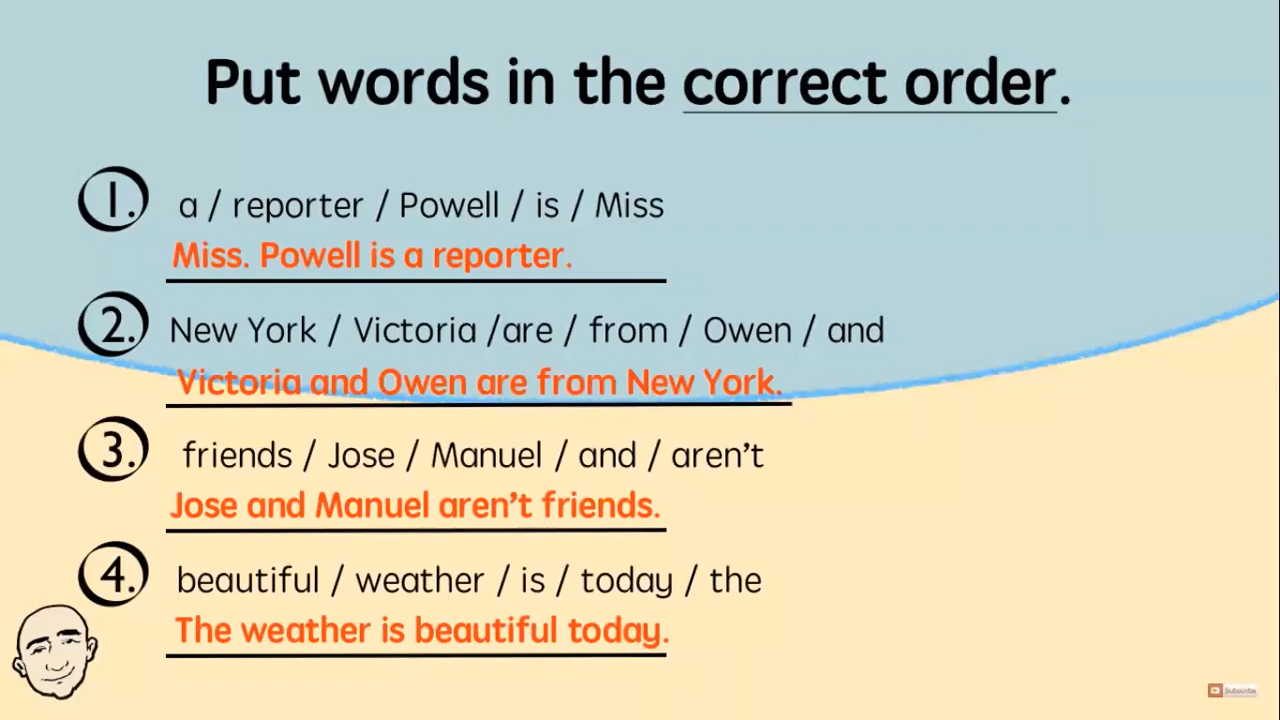 Put words in the correct order.
1. a / reporter / Powell / is / Miss
Miss. Powell is a reporter.
2. New York / Victoria /are / from / Owen / and
Victoria and Owen are from New York.
3. friends / Jose / Manuel / and / aren't
Jose and Manuel aren't friends.
4. beautiful / weather / is / today / the
The weather is beautiful today.
Subscribe